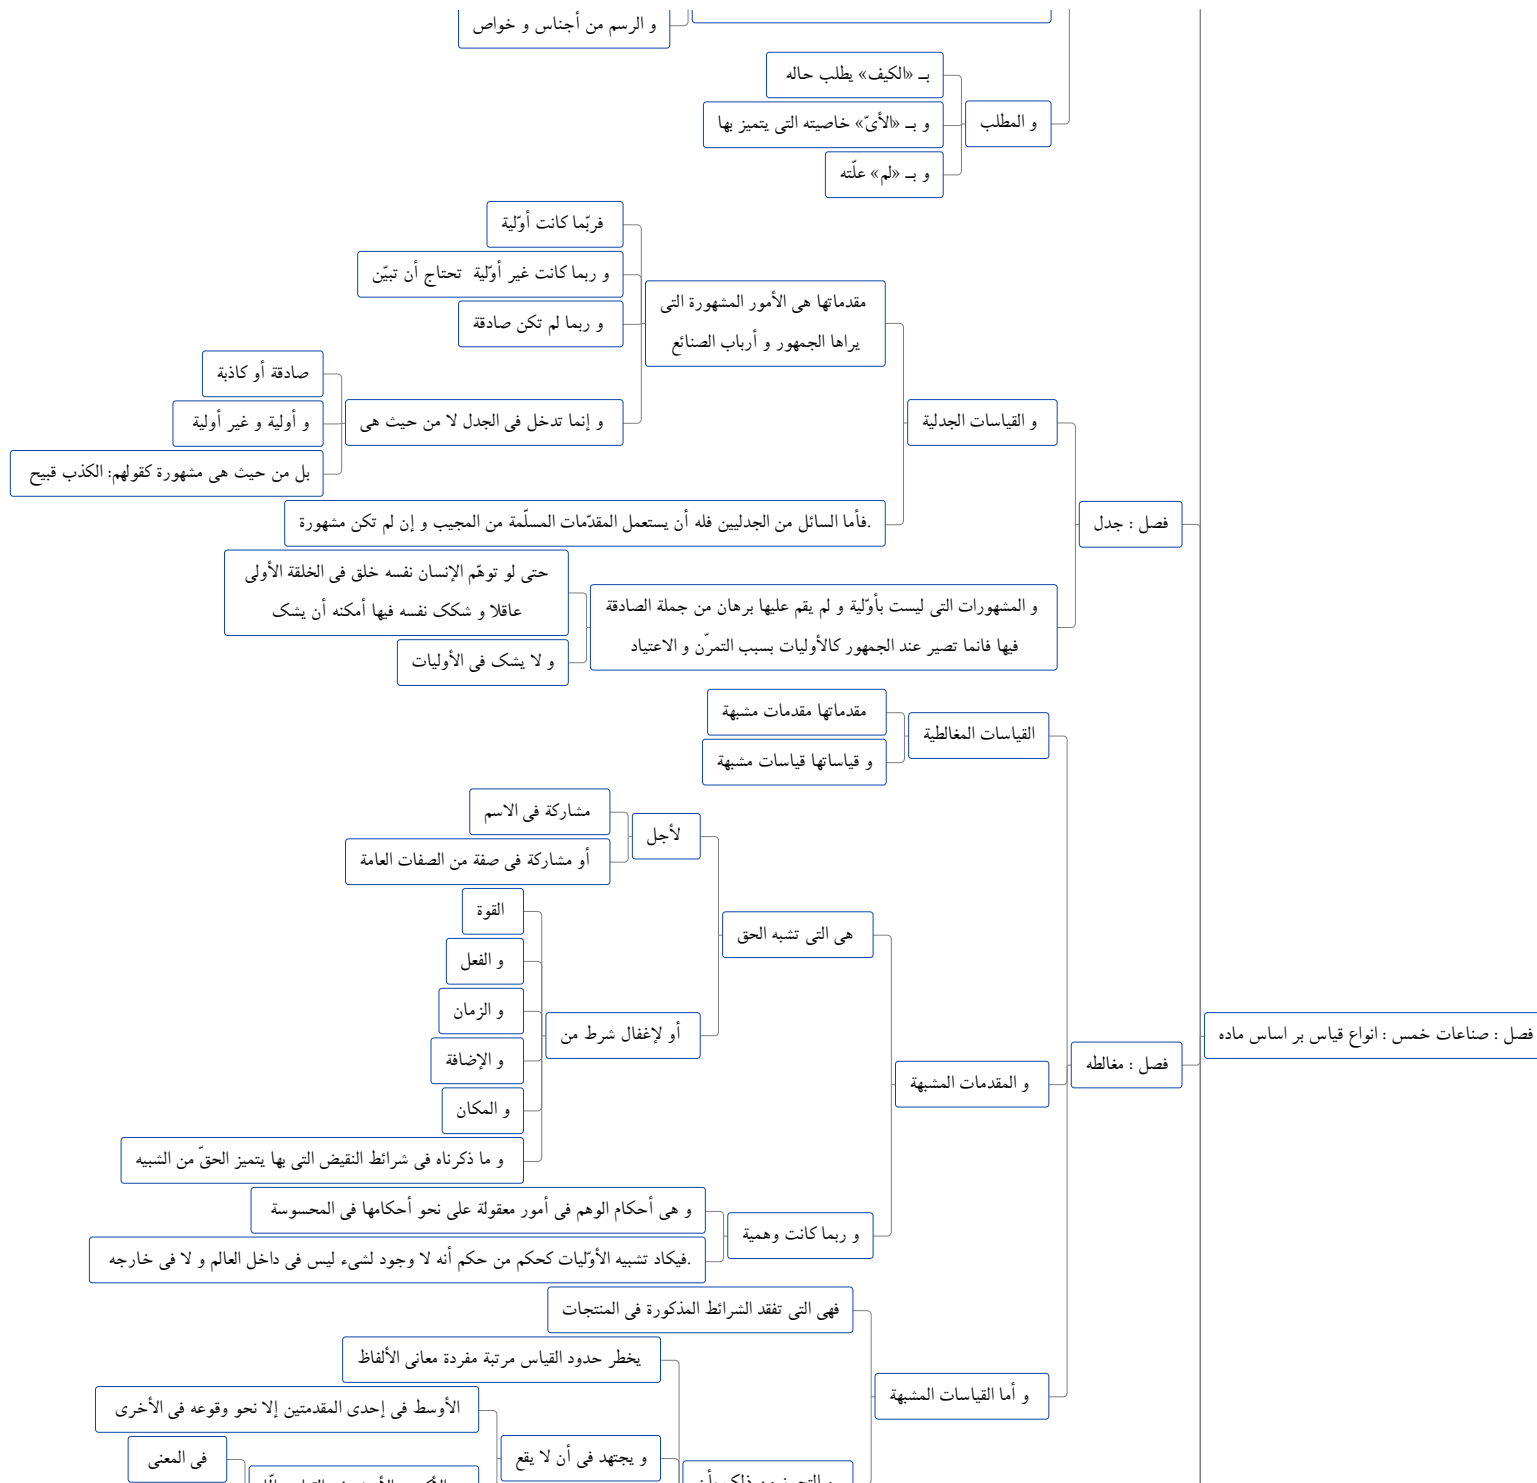 و الرسم من أجناس و خواص
و المطلب
بـ «الكيف» يطلب حاله
و بـ «الأىّ» خاصيته التى يتميز بها
و بـ «لم» علّته
فصل : صناعات خمس : انواع قياس بر اساس ماده
فصل : جدل
و القياسات الجدلية
مقدماتها هى الأمور المشهورة التى
يراها الجمهور و أرباب الصنائع
فربّما كانت أوّلية
و ربما كانت غير أوّلية تحتاج أن تبيّن
و ربما لم تكن صادقة
و إنما تدخل فى الجدل لا من حيث هى
صادقة أو كاذبة
و أولية و غير أولية
بل من حيث هى مشهورة كقولهم: الكذب قبيح
فأما السائل من الجدليين فله أن يستعمل المقدّمات المسلّمة من المجيب و إن لم تكن مشهورة.
و المشهورات التى ليست بأوّلية و لم يقم عليها برهان من جملة الصادقة
فيها فانما تصير عند الجمهور كالأوليات بسبب التمرّن و الاعتياد
حتى لو توهّم الإنسان نفسه خلق فى الخلقة الأولى
عاقلا و شكك نفسه فيها أمكنه أن يشک
و لا يشک فى الأوليات
فصل : مغالطه
القياسات المغالطية
مقدماتها مقدمات مشبهة
و قياساتها قياسات مشبهة
و المقدمات المشبهة
هى التى تشبه الحق
لأجل
مشاركة فى الاسم
أو مشاركة فى صفة من الصفات العامة
أو لإغفال شرط من
القوة
و الفعل
و الزمان
و الإضافة
و المكان
و ما ذكرناه فى شرائط النقيض التى بها يتميز الحقّ من الشبيه
و ربما كانت وهمية
و هى أحكام الوهم فى أمور معقولة على نحو أحكامها فى المحسوسة
فيكاد تشبيه الأوّليات كحكم من حكم أنه لا وجود لشىء ليس فى داخل العالم و لا فى خارجه.
و أما القياسات المشبهة
فهى التى تفقد الشرائط المذكورة فى المنتجات
يخطر حدود القياس مرتبة مفردة معانى الألفاظ
و يجتهد فى أن لا يقع
الأوسط فى إحدى المقدمتين إلا نحو وقوعه فى الأخرى
فى المعنى